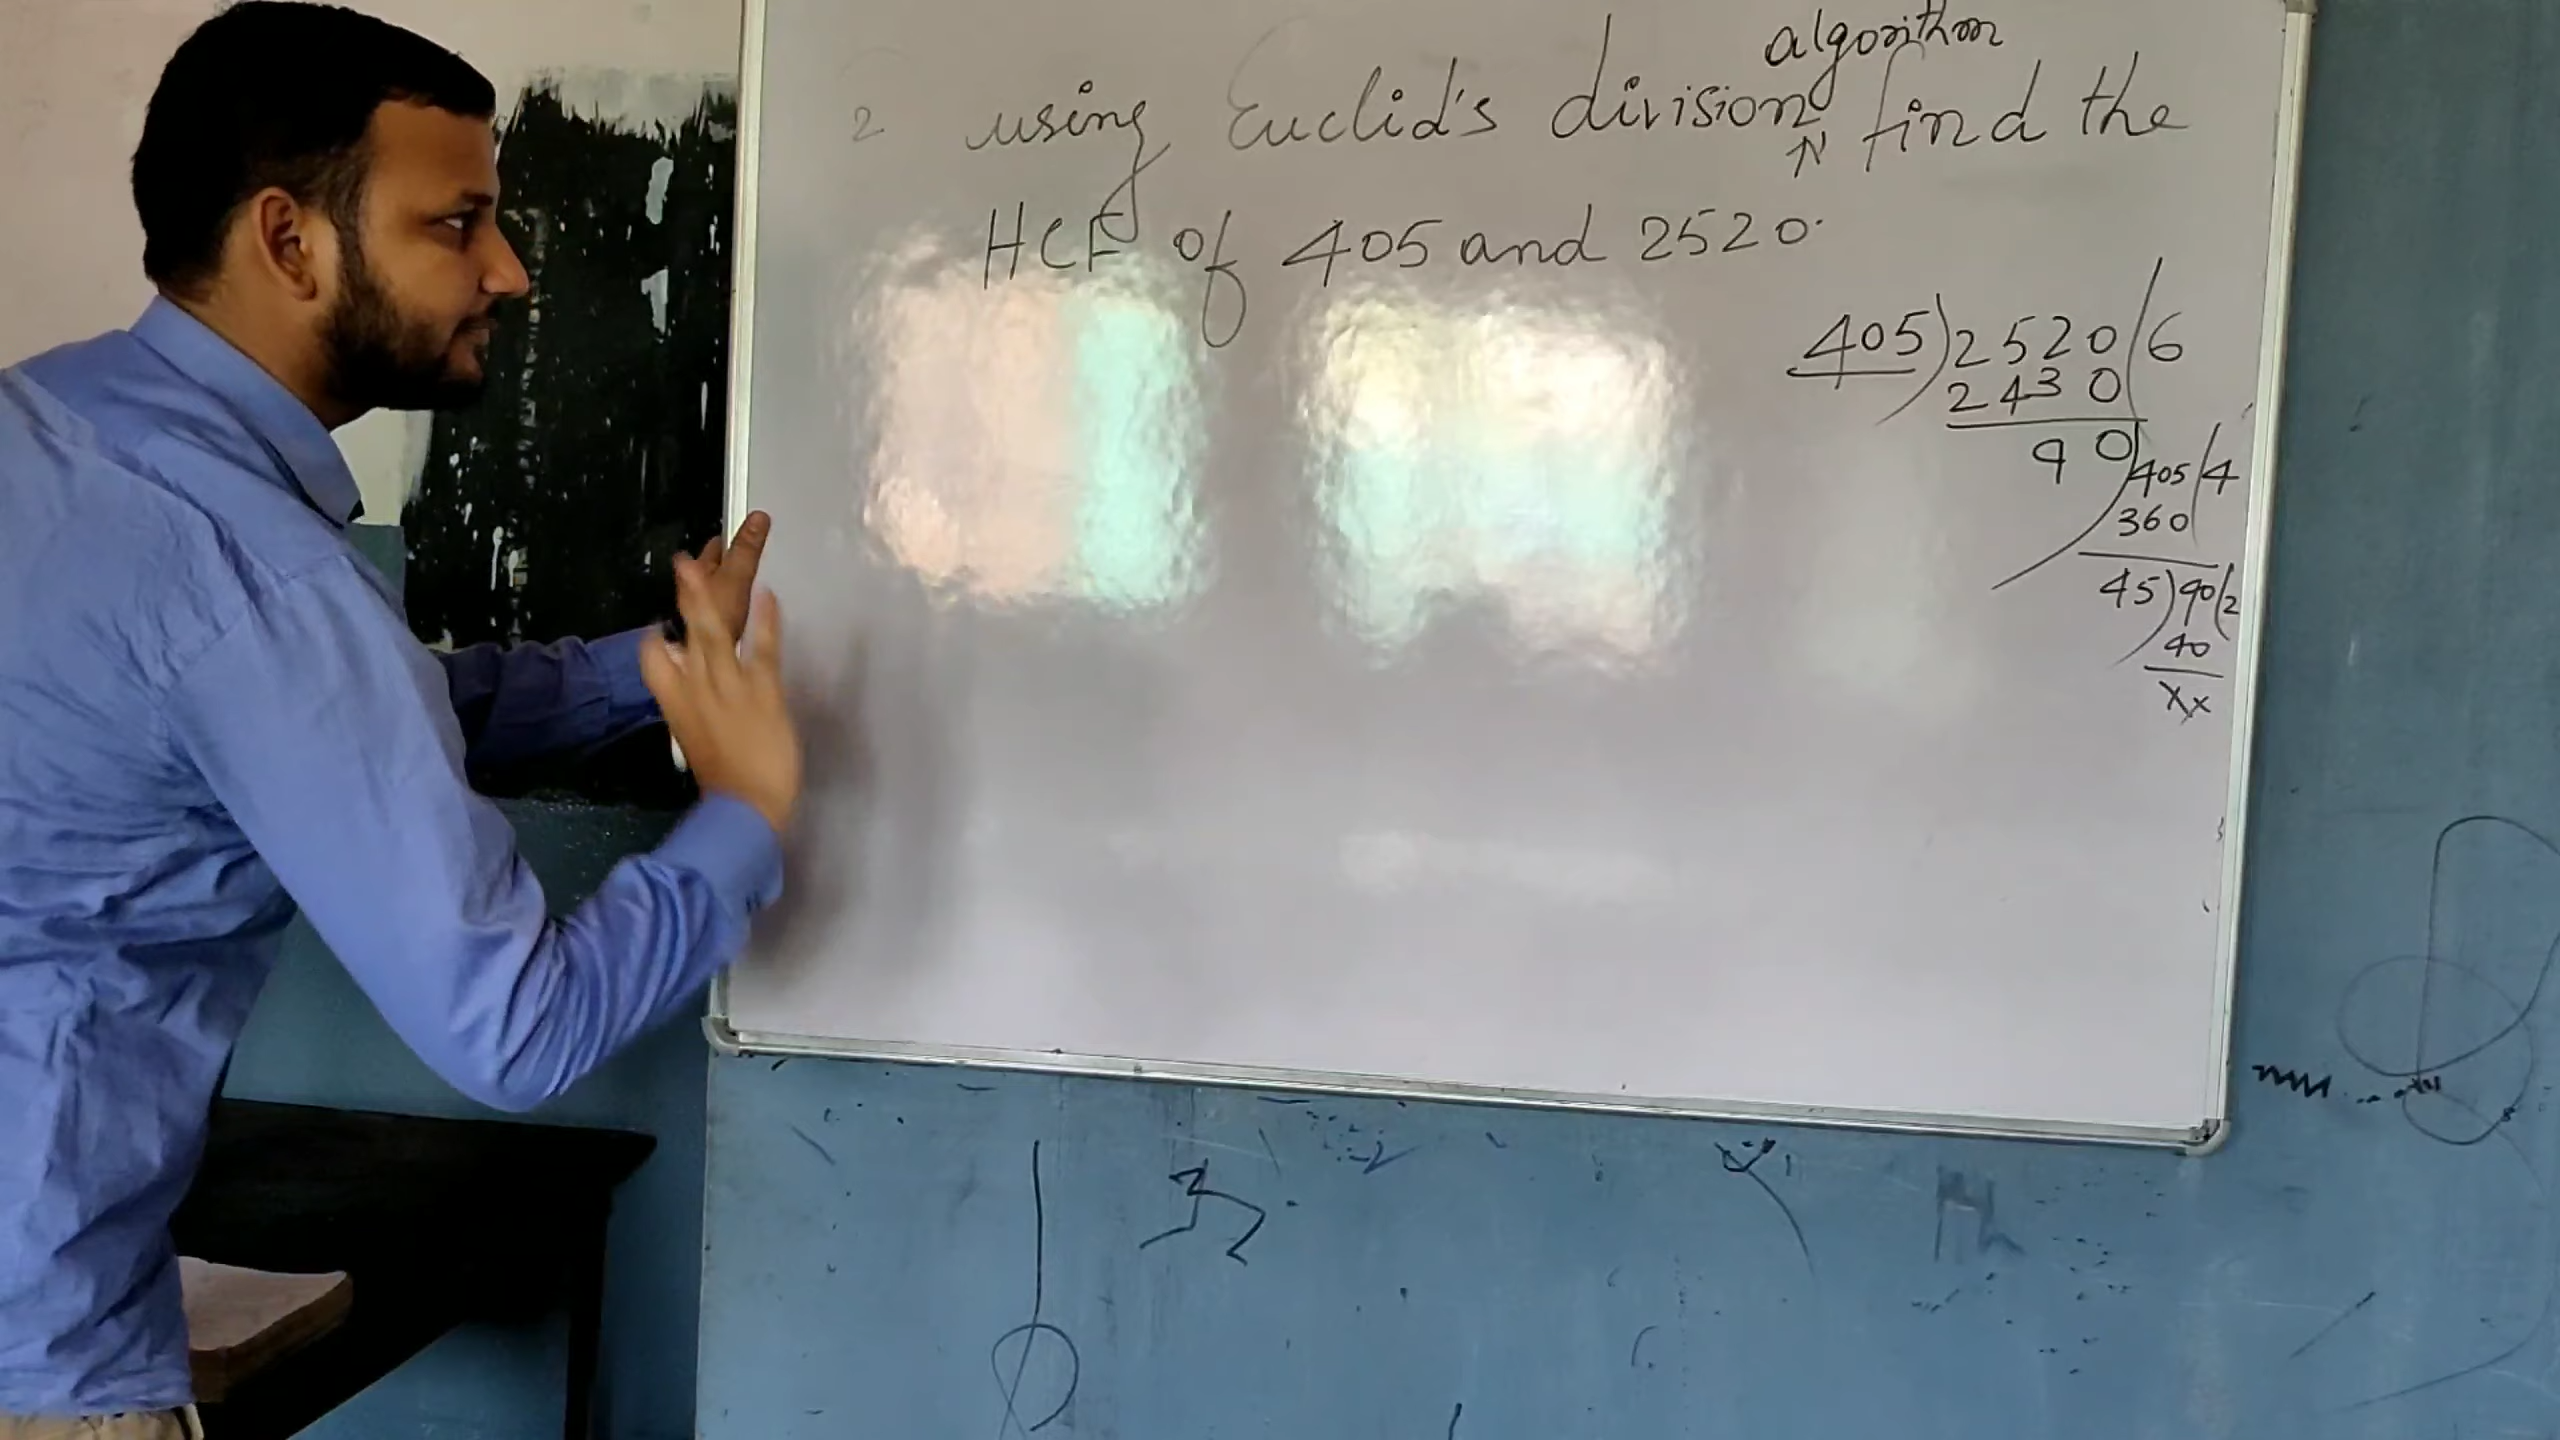 algorithm
2 using Euclid's division find the
HCF of 405 and 2520.
405)2520(6
2430
90)405(4
360
45)90(2
90
xx